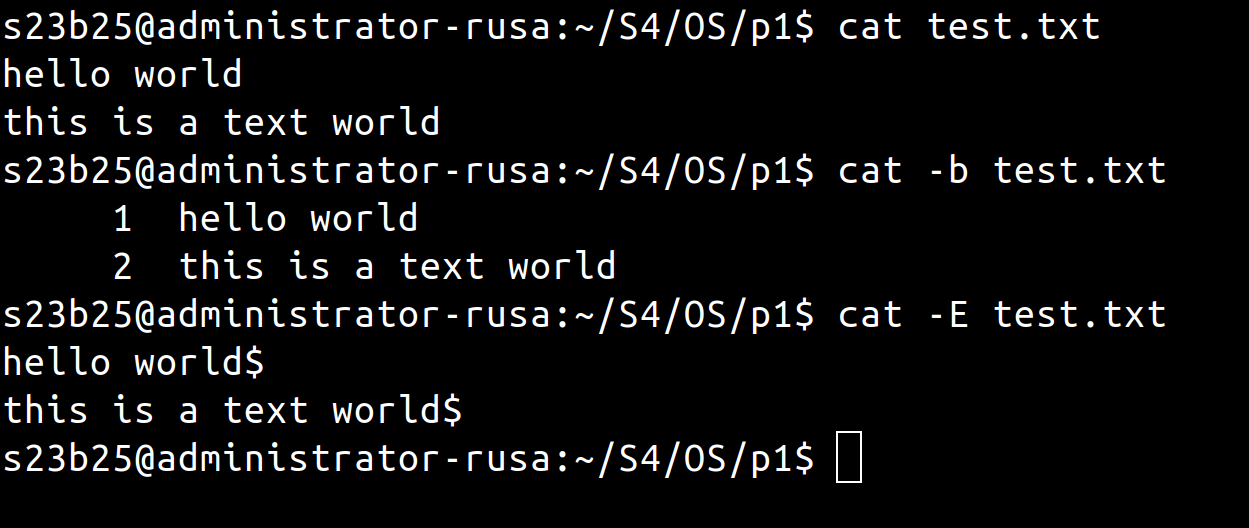 s23b25@administrator-rusa:~/S4/OS/p1$ cat test.txt
hello world
this is a text world
s23b25@administrator-rusa:~/S4/OS/p1$ cat -b test.txt
     1  hello world
     2  this is a text world
s23b25@administrator-rusa:~/S4/OS/p1$ cat -E test.txt
hello world$
this is a text world$
s23b25@administrator-rusa:~/S4/OS/p1$